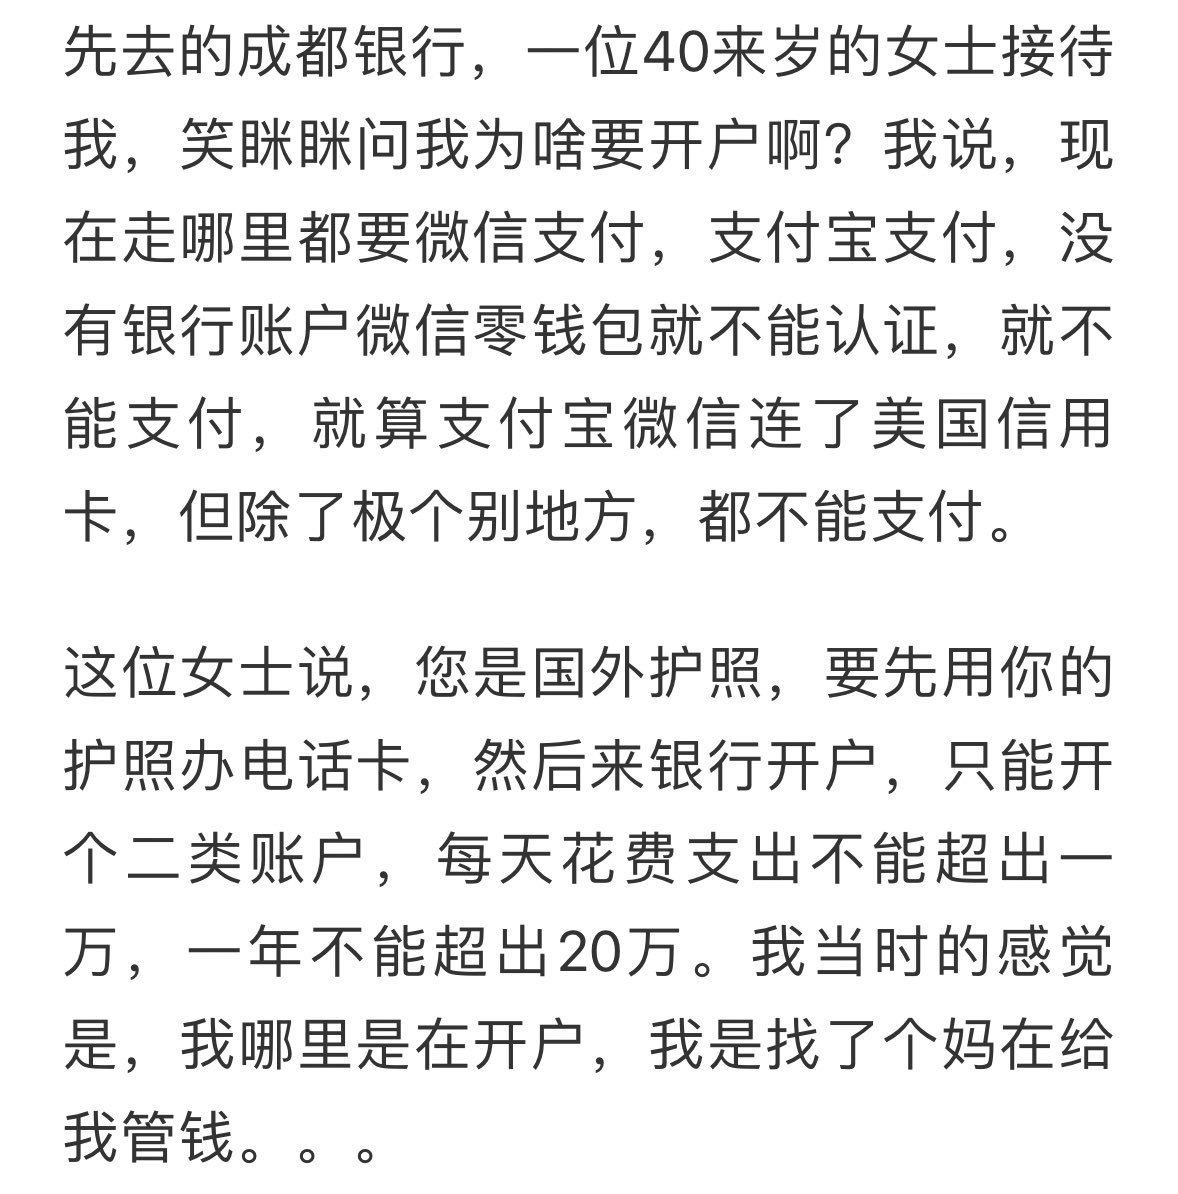 先去的成都银行，一位40来岁的女士接待
我，笑眯眯问我为啥要开户啊？我说，现
在走哪里都要微信支付，支付宝支付，没
有银行账户微信零钱包就不能认证，就不
能支付，就算支付宝微信连了美国信用
卡，但除了极个别地方，都不能支付。
这位女士说，您是国外护照，要先用你的
护照办电话卡，然后来银行开户，只能开
个二类账户，每天花费支出不能超出一
万，一年不能超出20万。我当时的感觉
是，我哪里是在开户，我是找了个妈在给
我管钱。。。